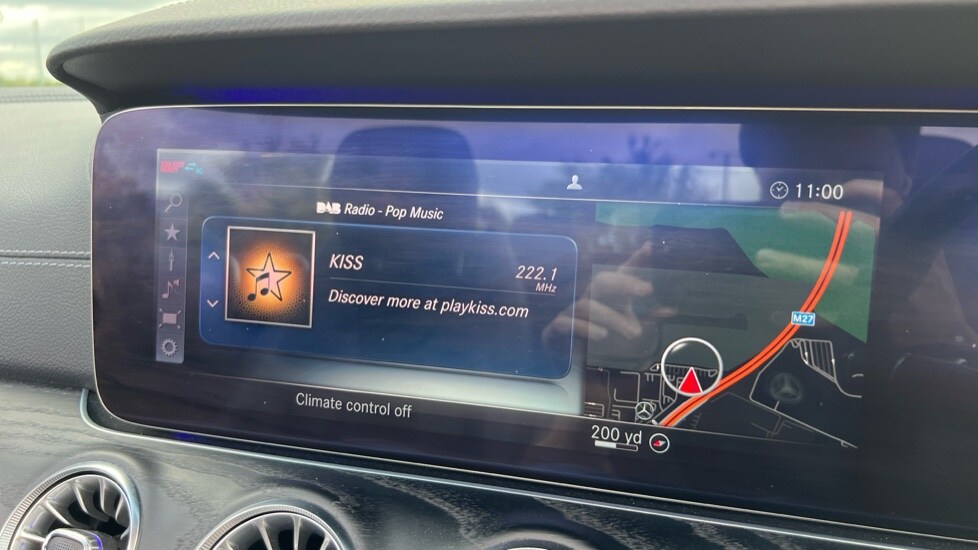 11:00
DAB Radio - Pop Music
KISS
222.1
MHz
Discover more at playkiss.com
M27
Climate control off
200 yd